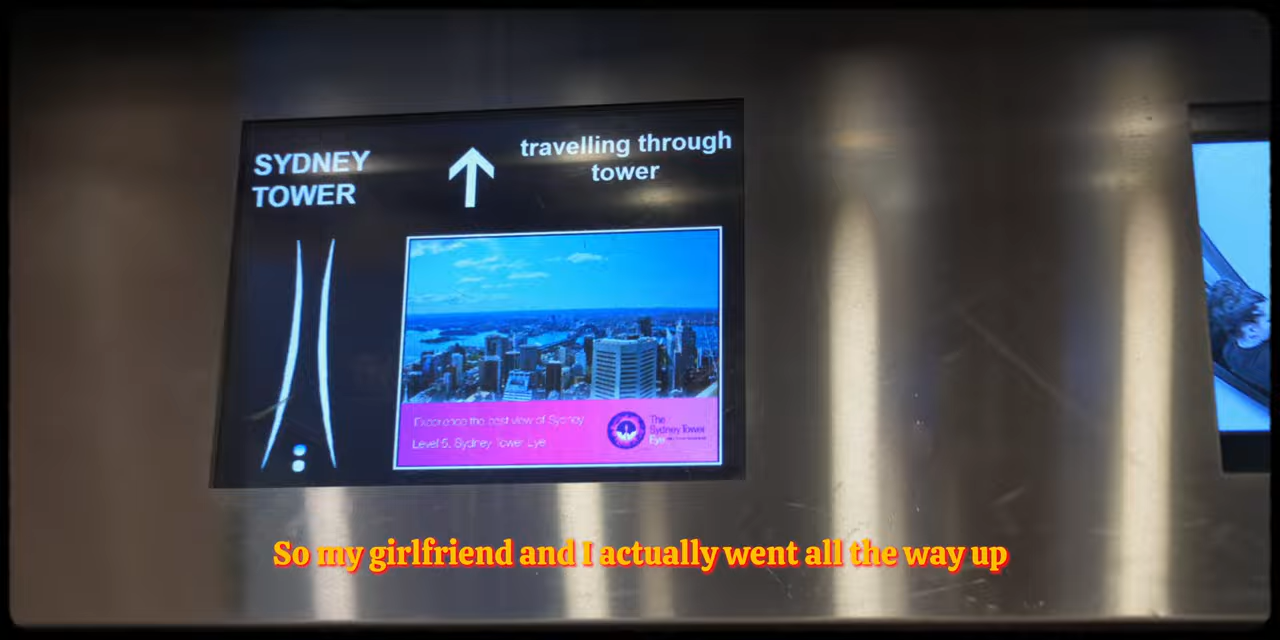 SYDNEY
TOWER
travelling through
tower
Experience the best view of Sydney
Level 5, Sydney Tower Eye
The
Sydney Tower
Eye
So my girlfriend and I actually went all the way up